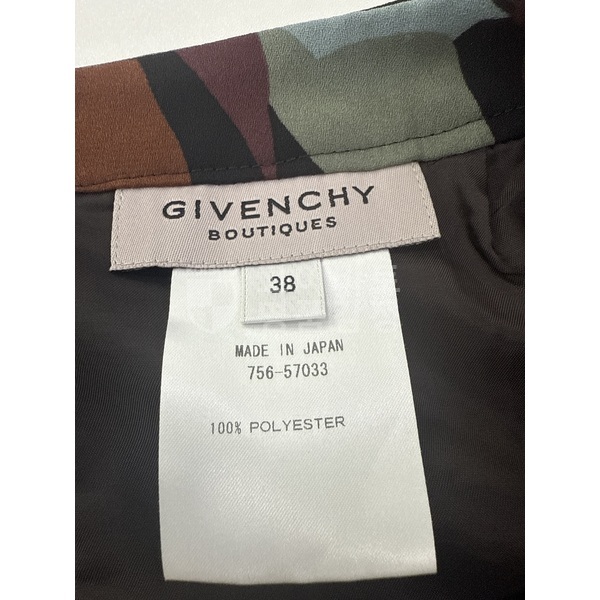 GIVENCHY
BOUTIQUES
38
MADE IN JAPAN
756-57033
100% POLYESTER